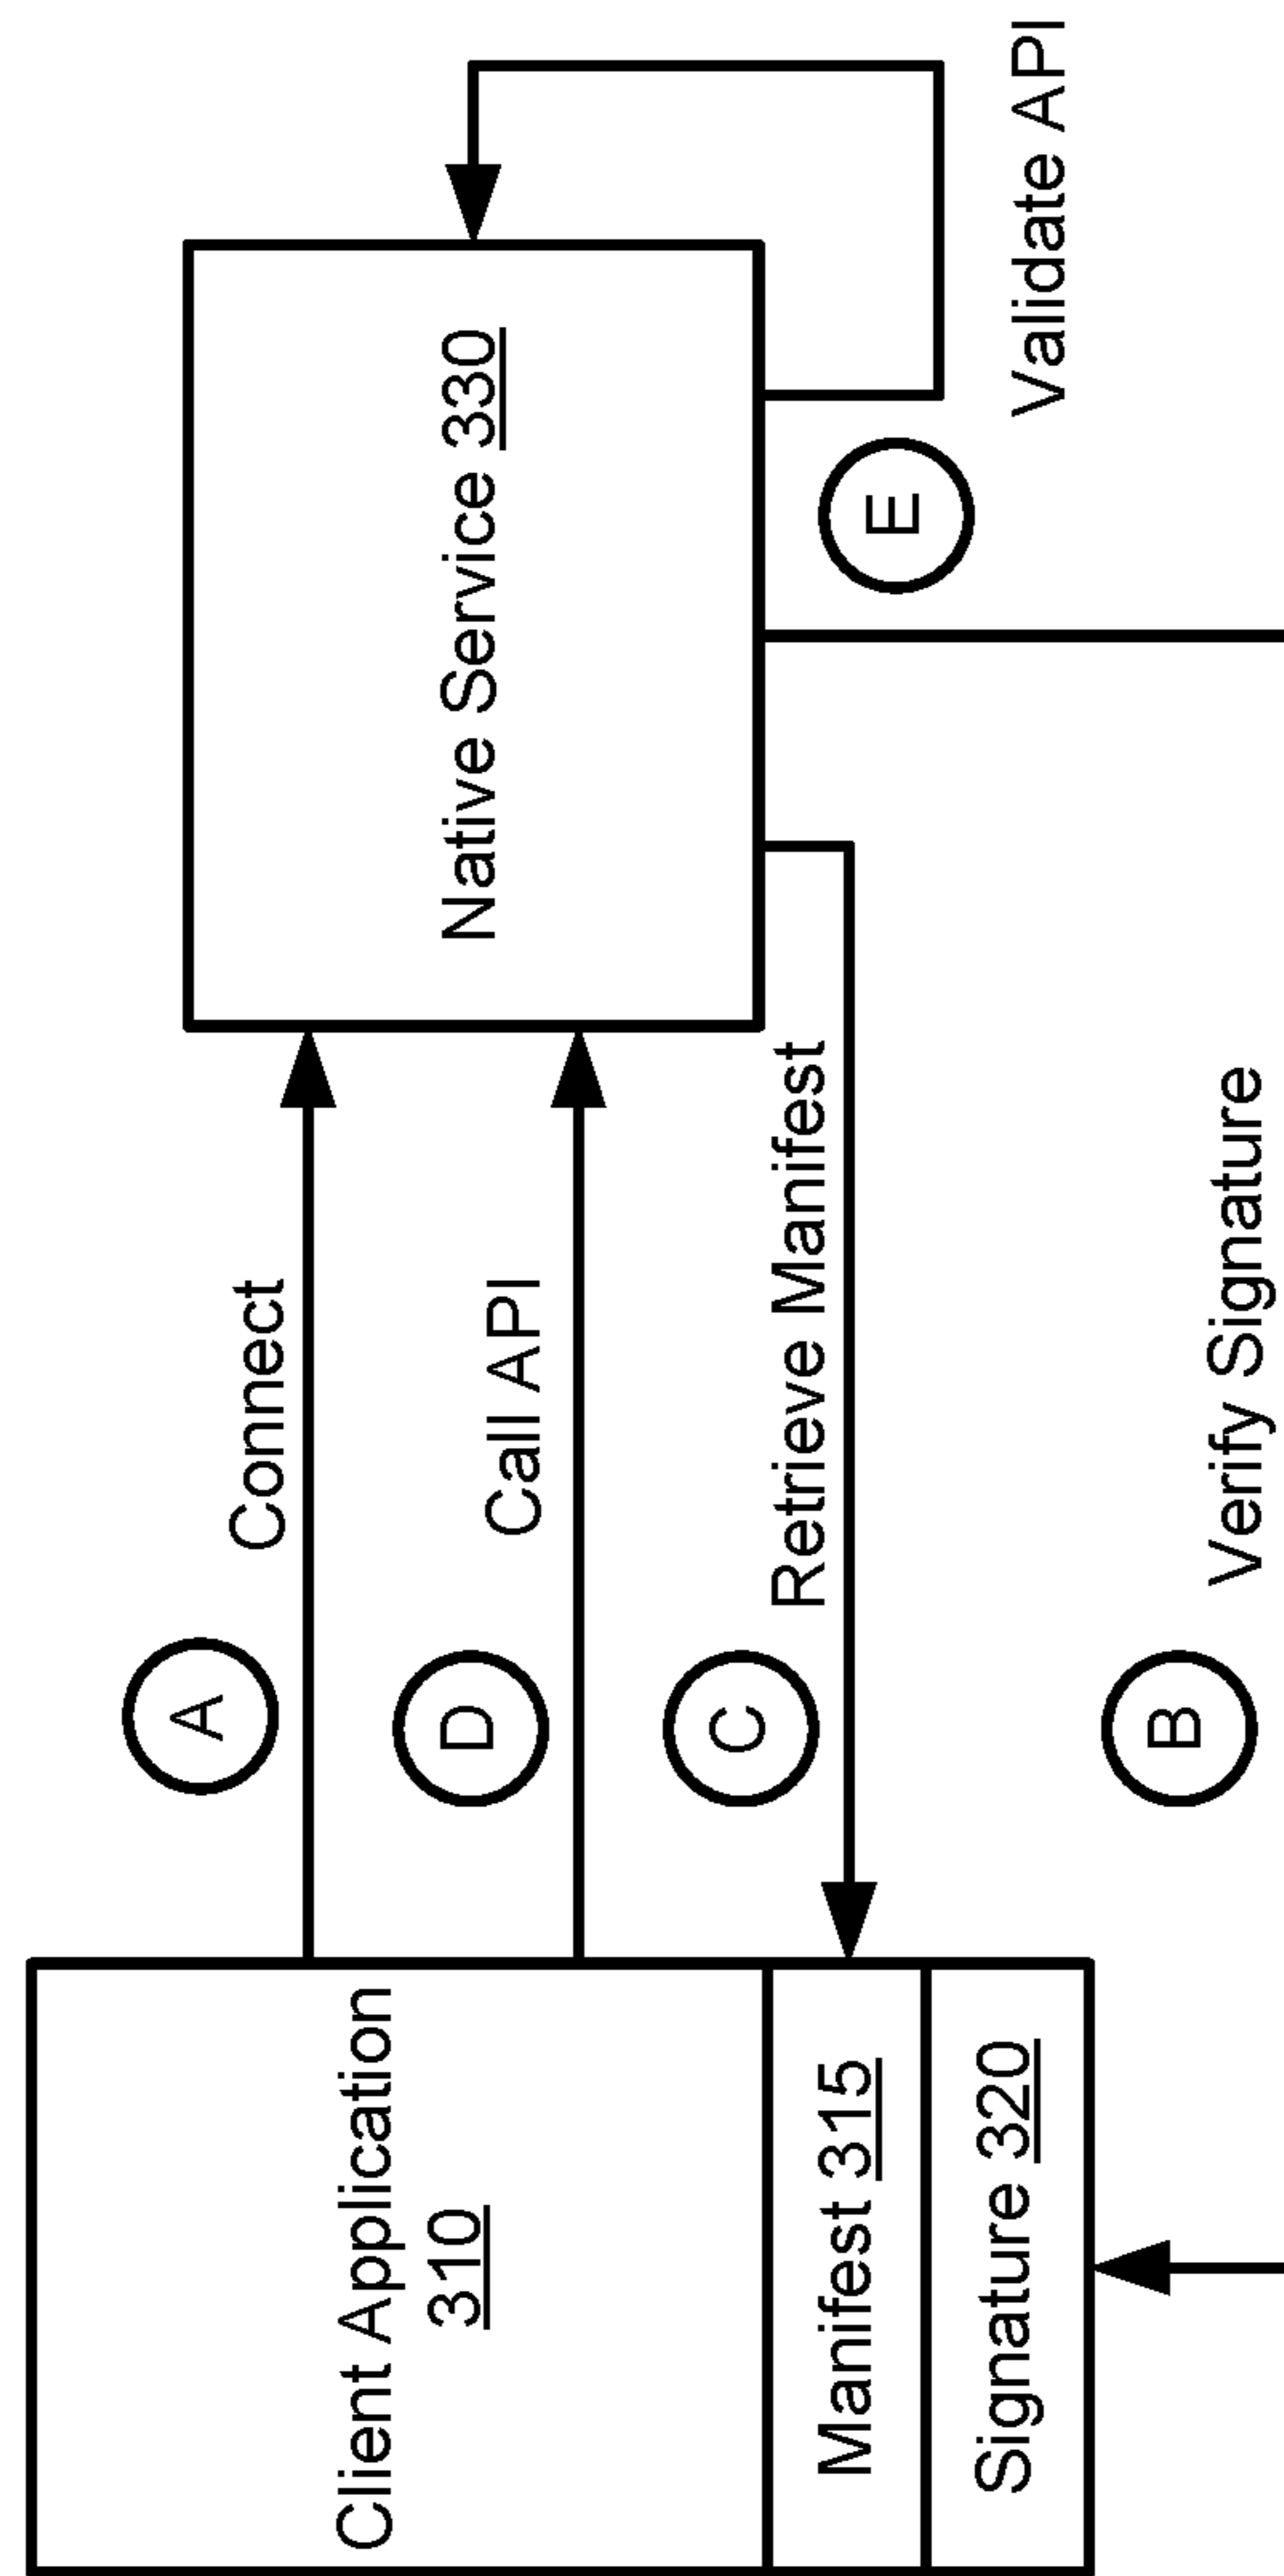 Client Application
310
Manifest 315
Signature 320
A
Connect
D
Call API
C
Retrieve Manifest
B
Verify Signature
Native Service 330
E
Validate API